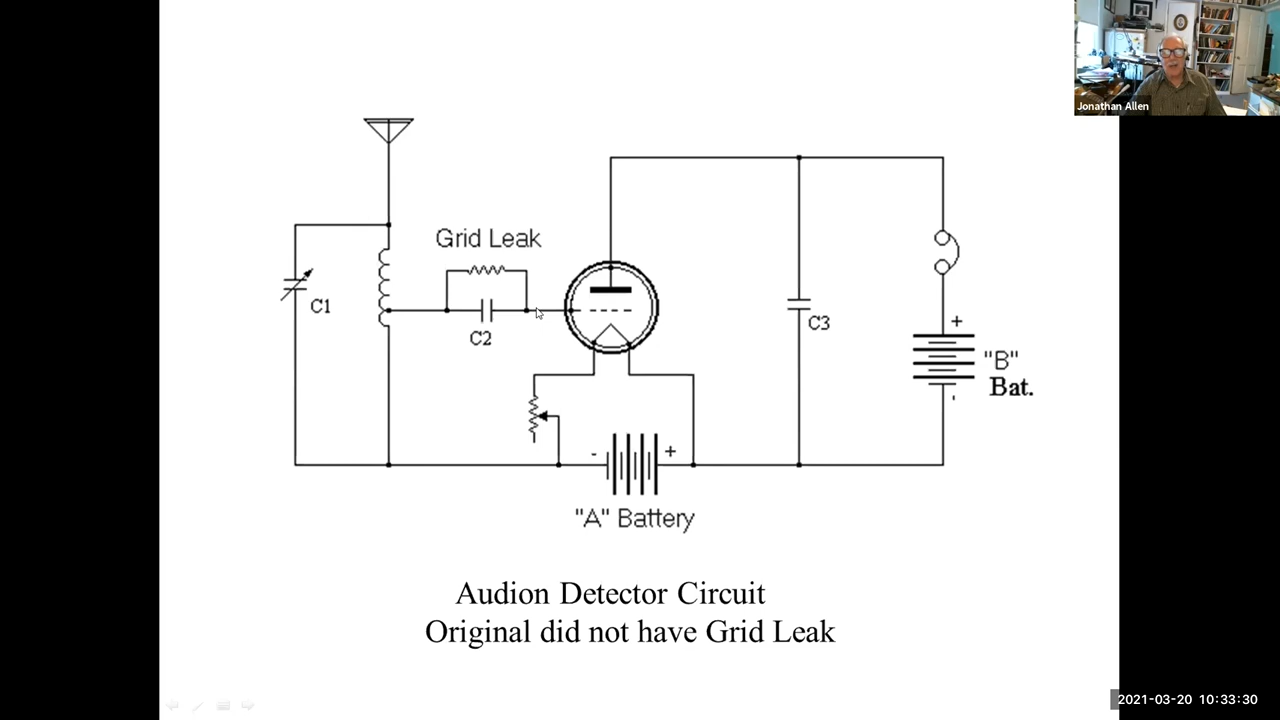 Jonathan Allen
Grid Leak
C1
C2
C3
+
"B"
Bat.
-
- +
"A" Battery
Audion Detector Circuit
Original did not have Grid Leak
2021-03-20 10:33:30